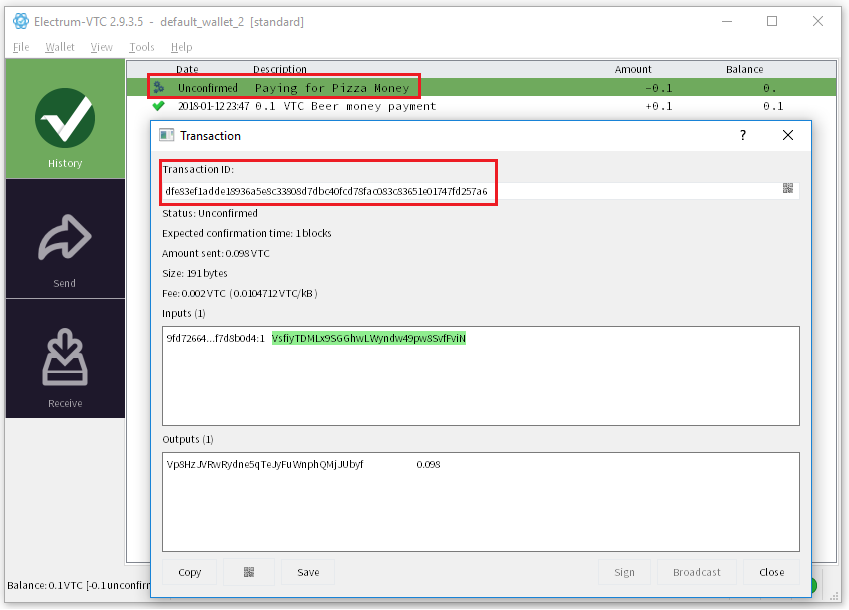 Electrum-VTC 2.9.3.5 - default_wallet_2 [standard]
File Wallet View Tools Help
Date Description Amount Balance
Unconfirmed Paying for Pizza Money -0.1 0.
2018-01-12 23:47 0.1 VTC Beer money payment +0.1 0.1
History
Send
Receive
Transaction ?
Transaction ID:
dfe83ef1adde18936a5e8c33808d7dbc40fcd78fac083c83651e01747fd257a6
Status: Unconfirmed
Expected confirmation time: 1 blocks
Amount sent: 0.098 VTC
Size: 191 bytes
Fee: 0.002 VTC (0.0104712 VTC/kB)
Inputs (1)
9fd72664...f7d8b0d4:1 VsfiyTDMLx9SGGhwLWyndw49pw8SvfFviN
Outputs (1)
Vp8HzJVRwRydne5qTeJyFuWnphQMjJUbyf 0.098
Copy Save Sign Broadcast Close
Balance: 0.1 VTC [-0.1 unconfirm